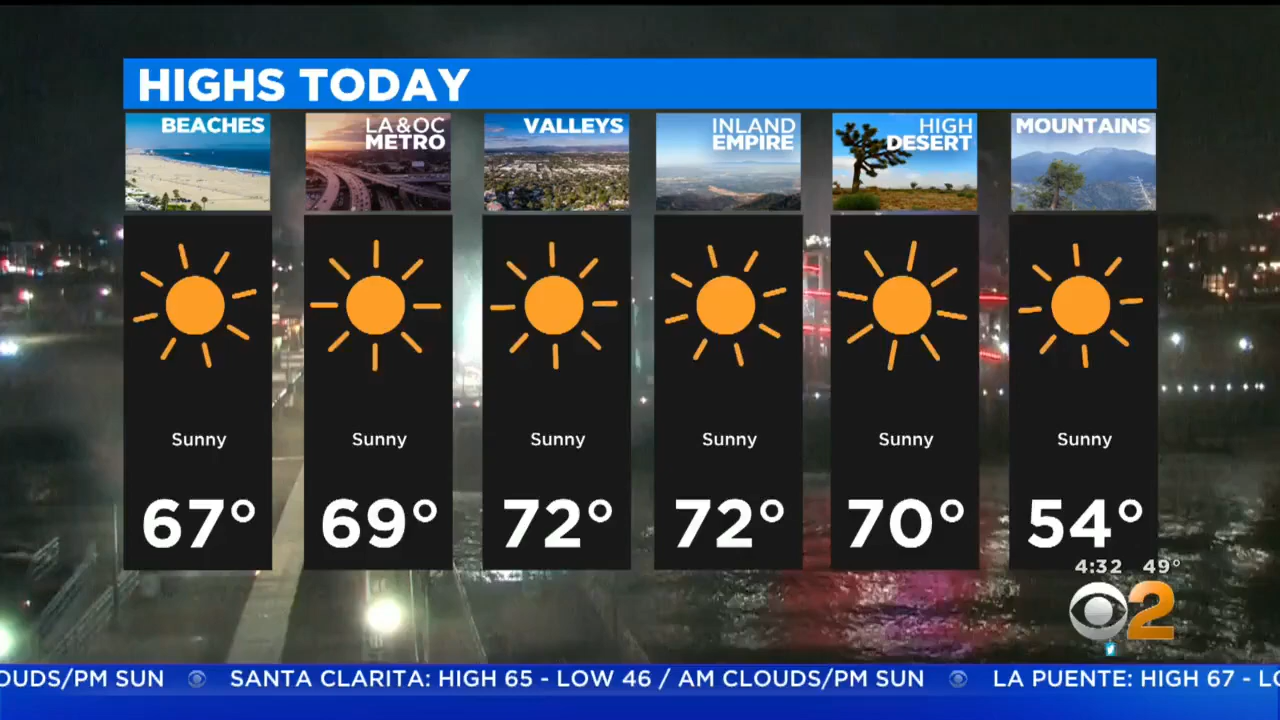 HIGHS TODAY
BEACHES
LA & OC
METRO
VALLEYS
INLAND
EMPIRE
HIGH
DESERT
MOUNTAINS
Sunny
Sunny
Sunny
Sunny
Sunny
Sunny
67°
69°
72°
72°
70°
54°
4:32 49°
2
OUDS/PM SUN SANTA CLARITA: HIGH 65 - LOW 46 / AM CLOUDS/PM SUN LA PUENTE: HIGH 67 - LO